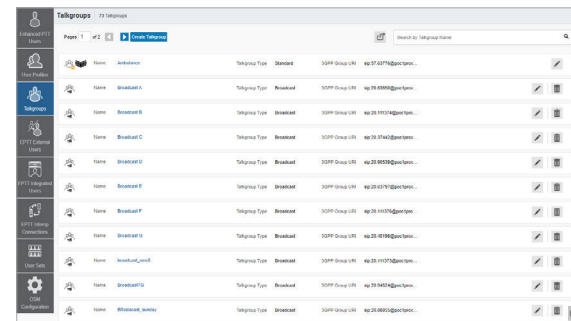 Talkgroups 73 Talkgroups
Enhanced PTT
Users
User Profiles
Talkgroups
EPTT External
Users
EPTT Integrated
Users
EPTT Interop
Connections
User Sets
OSM
Configuration
Pages 1 of 2 Create Talkgroup Search by Talkgroup Name
Name Ambulance Talkgroup Type Standard 3GPP Group URI
Name Broadcast A Talkgroup Type Broadcast 3GPP Group URI
Name Broadcast B Talkgroup Type Broadcast 3GPP Group URI
Name Broadcast C Talkgroup Type Broadcast 3GPP Group URI
Name Broadcast D Talkgroup Type Broadcast 3GPP Group URI
Name Broadcast E Talkgroup Type Broadcast 3GPP Group URI
Name Broadcast F Talkgroup Type Broadcast 3GPP Group URI
Name Broadcast G Talkgroup Type Broadcast 3GPP Group URI
Name Talkgroup Type Broadcast 3GPP Group URI
Name Talkgroup Type Broadcast 3GPP Group URI
Name Talkgroup Type Broadcast 3GPP Group URI